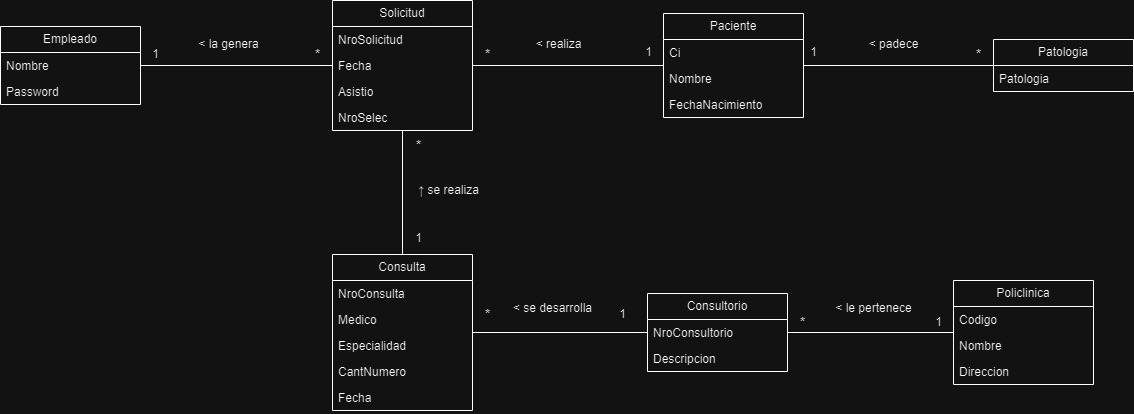 Empleado
Nombre
Password
1
< la genera
*
Solicitud
NroSolicitud
Fecha
Asistio
NroSelec
*
< realiza
1
Paciente
Ci
Nombre
FechaNacimiento
1
< padece
*
Patologia
Patologia
*
↑ se realiza
1
Consulta
NroConsulta
Medico
Especialidad
CantNumero
Fecha
*
< se desarrolla
1
Consultorio
NroConsultorio
Descripcion
*
< le pertenece
1
Policlinica
Codigo
Nombre
Direccion